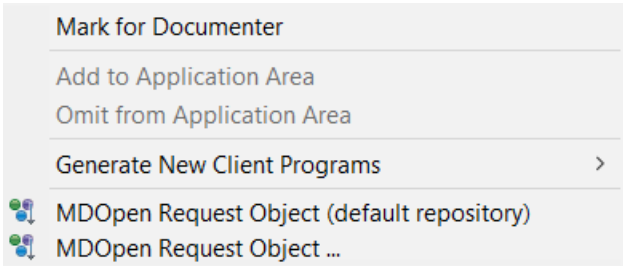 Mark for Documenter
Add to Application Area
Omit from Application Area
Generate New Client Programs
MDOpen Request Object (default repository)
MDOpen Request Object ...